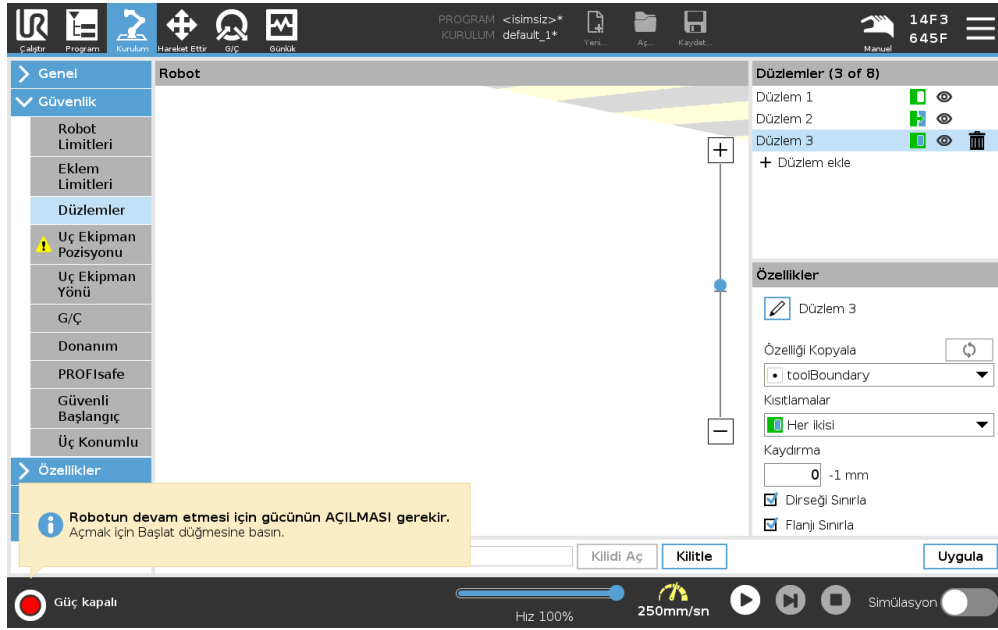 UR
PROGRAM <isimsiz>*
KURULUM default_1*
Çalıştır
Program
Kurulum
Hareket Ettir
G/Ç
Günlük
Yeni...
Aç...
Kaydet...
Manuel
14F3
645F
Genel
Güvenlik
Robot
Limitleri
Eklem
Limitleri
Düzlemler
Uç Ekipman
Pozisyonu
Uç Ekipman
Yönü
G/Ç
Donanım
PROFIsafe
Güvenli
Başlangıç
Üç Konumlu
Özellikler
Robot
Düzlemler (3 of 8)
Düzlem 1
Düzlem 2
Düzlem 3
+ Düzlem ekle
Özellikler
Düzlem 3
Özelliği Kopyala
toolBoundary
Kısıtlamalar
Her ikisi
Kaydırma
0 -1 mm
Dirseği Sınırla
Flanjı Sınırla
Robotun devam etmesi için gücünün AÇILMASI gerekir.
Açmak için Başlat düğmesine basın.
Kilidi Aç
Kilitle
Uygula
Güç kapalı
Hız 100%
250mm/sn
Simülasyon